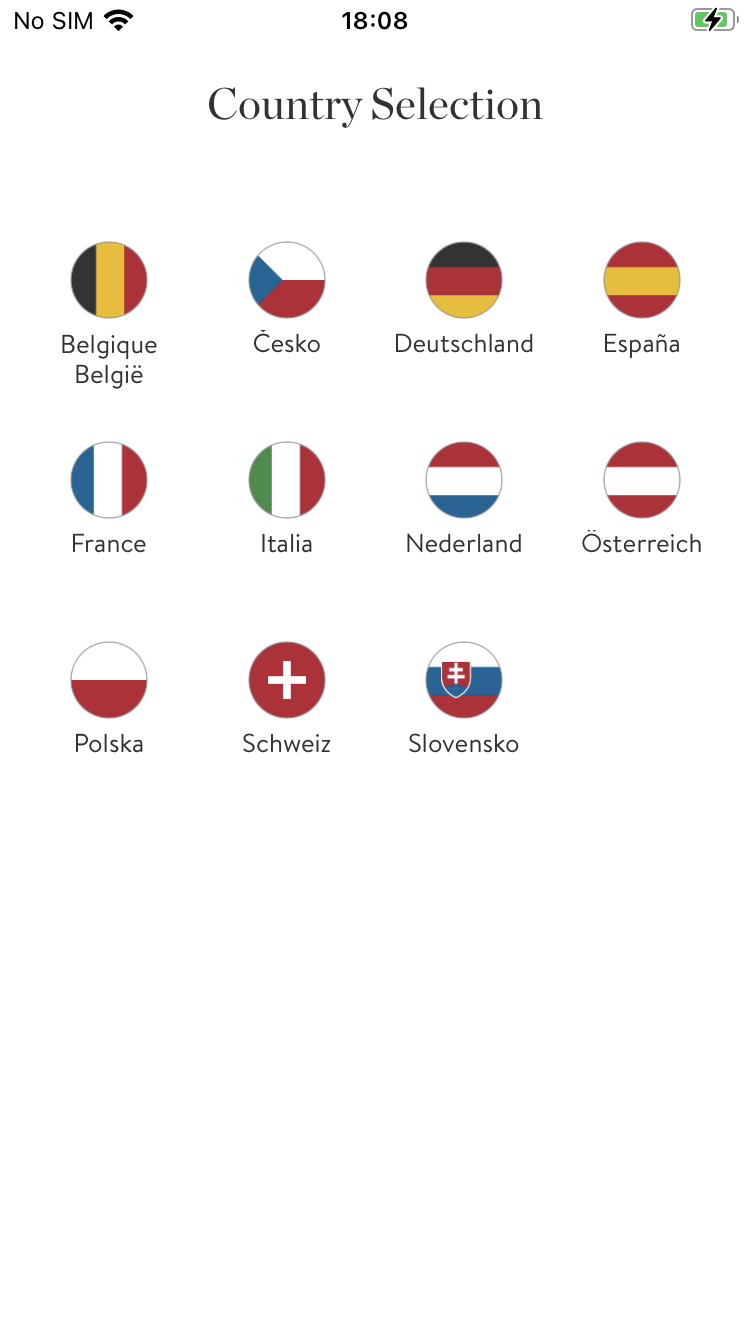 No SIM 18:08
Country Selection
Belgique
België
Česko
Deutschland
España
France
Italia
Nederland
Österreich
Polska
Schweiz
Slovensko